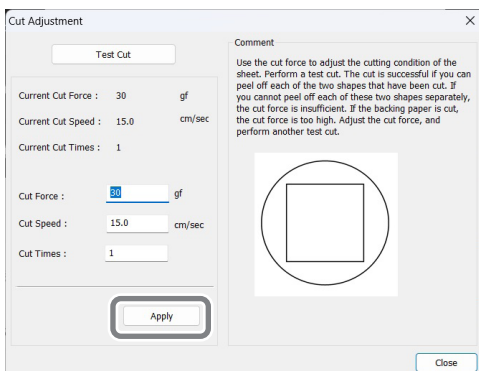 Cut Adjustment
Test Cut
Current Cut Force : 30 gf
Current Cut Speed : 15.0 cm/sec
Current Cut Times : 1
Cut Force : 30 gf
Cut Speed : 15.0 cm/sec
Cut Times : 1
Apply
Comment
Use the cut force to adjust the cutting condition of the
sheet. Perform a test cut. The cut is successful if you can
peel off each of the two shapes that have been cut. If
you cannot peel off each of these two shapes separately,
the cut force is insufficient. If the backing paper is cut,
the cut force is too high. Adjust the cut force, and
perform another test cut.
Close